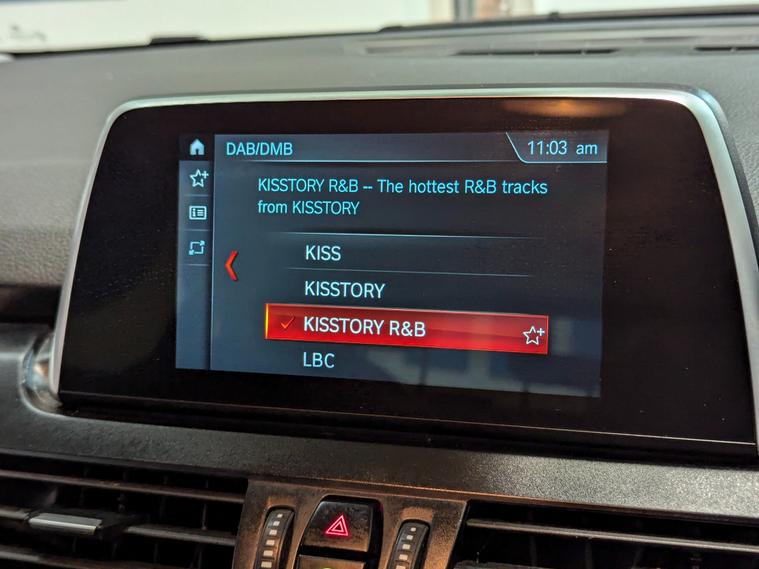 DAB/DMB
11:03 am
KISSTORY R&B -- The hottest R&B tracks
from KISSTORY
KISS
KISSTORY
KISSTORY R&B
LBC